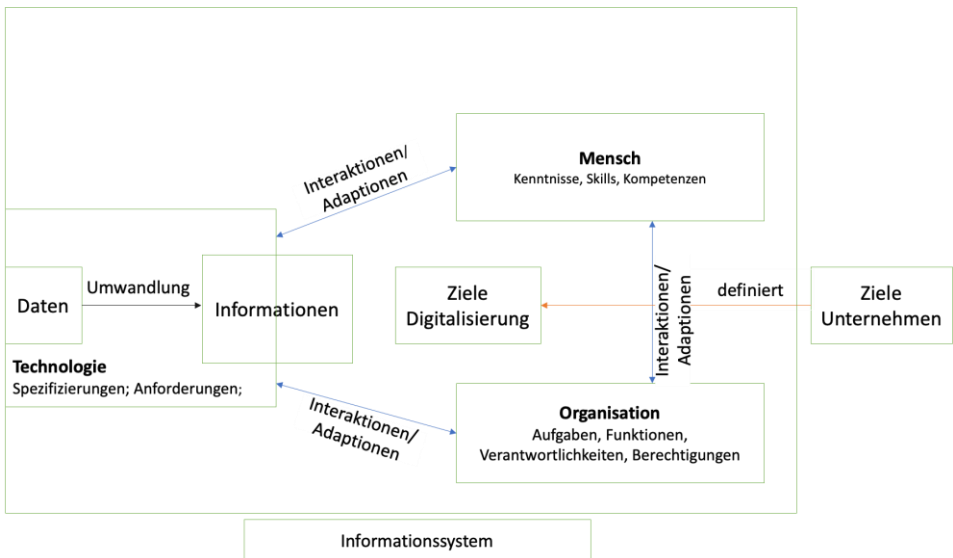 Mensch
Kenntnisse, Skills, Kompetenzen
Interaktionen/
Adaptionen
Daten
Umwandlung
Informationen
Technologie
Spezifizierungen; Anforderungen;
Ziele
Digitalisierung
Interaktionen/
Adaptionen
definiert
Ziele
Unternehmen
Interaktionen/
Adaptionen
Organisation
Aufgaben, Funktionen,
Verantwortlichkeiten, Berechtigungen
Informationssystem